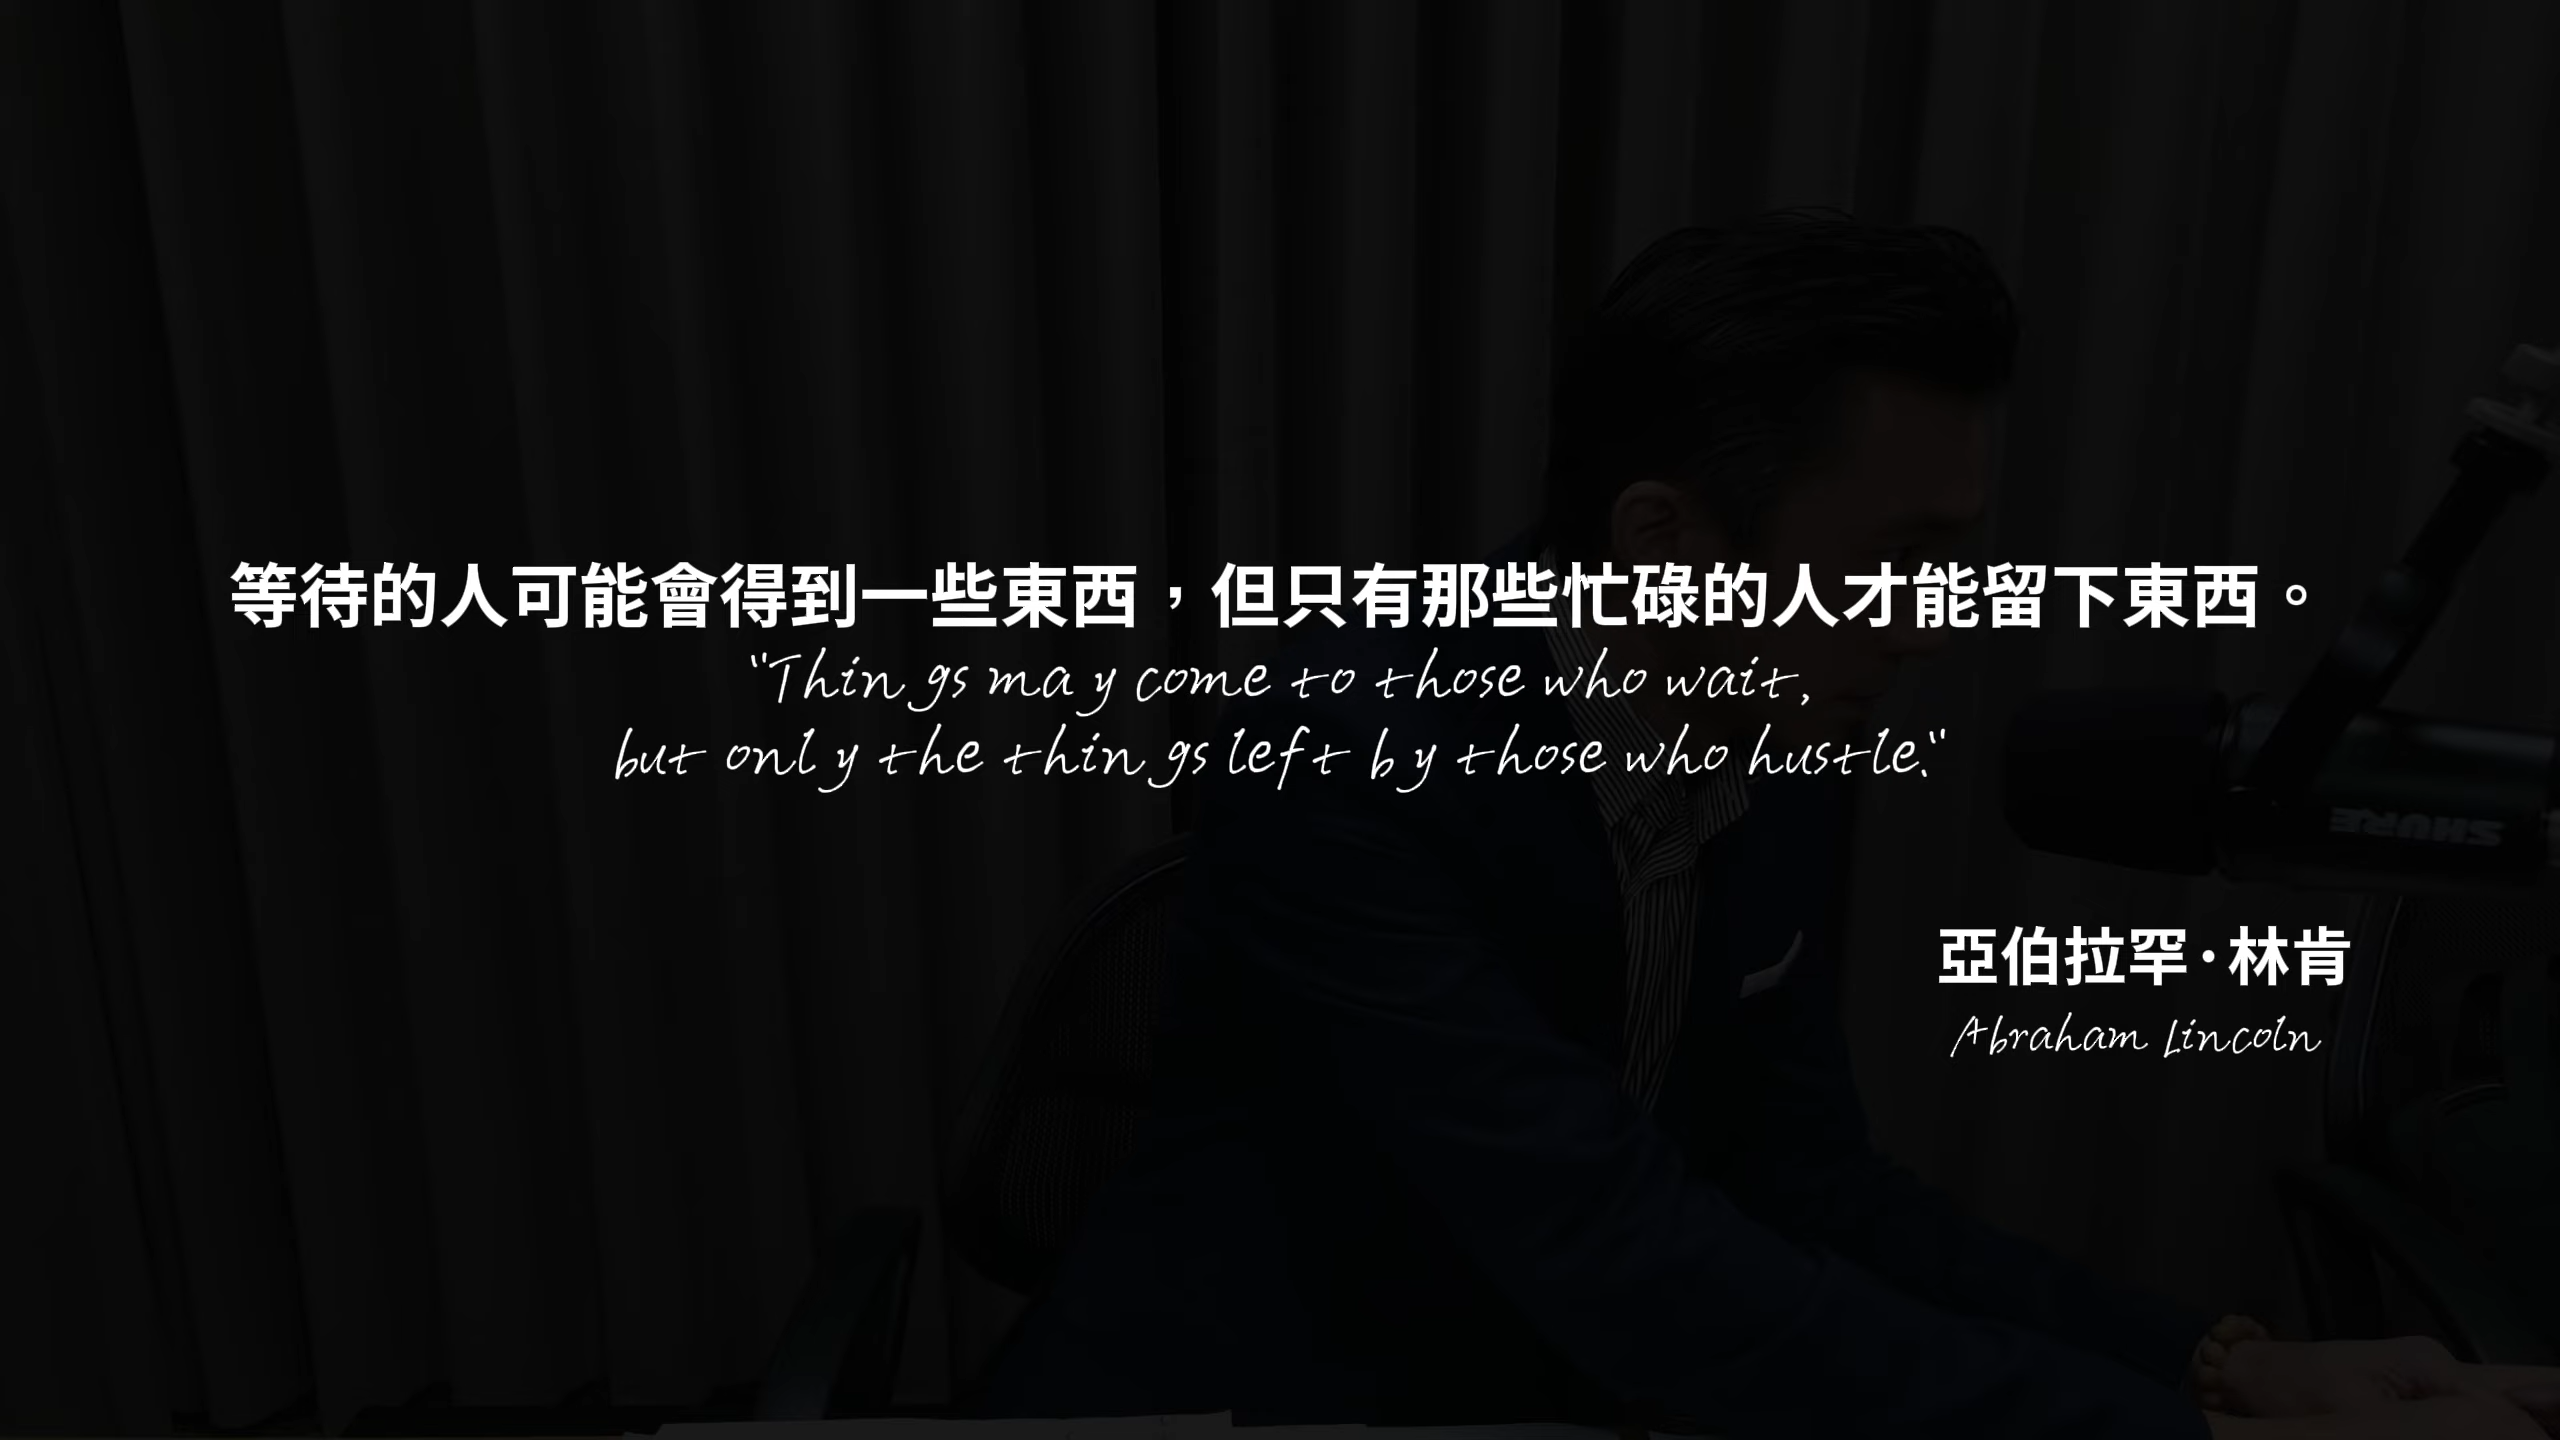 等待的人可能會得到一些東西，但只有那些忙碌的人才能留下東西。
"Things may come to those who wait,
but only the things left by those who hustle."
SHURE
亞伯拉罕·林肯
Abraham Lincoln